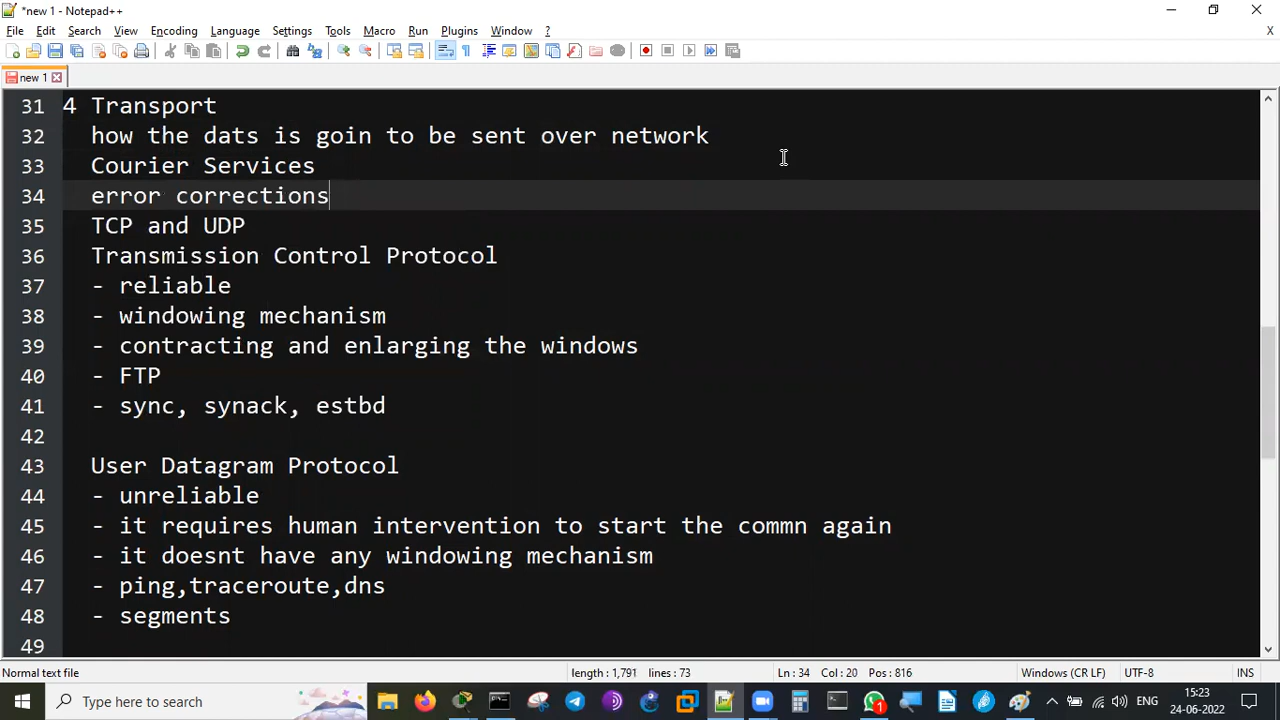 *new 1 - Notepad++
File Edit Search View Encoding Language Settings Tools Macro Run Plugins Window ? X
new 1
31 4 Transport
32 how the dats is goin to be sent over network
33 Courier Services
34 error corrections
35 TCP and UDP
36 Transmission Control Protocol
37 - reliable
38 - windowing mechanism
39 - contracting and enlarging the windows
40 - FTP
41 - sync, synack, estbd
42
43 User Datagram Protocol
44 - unreliable
45 - it requires human intervention to start the commn again
46 - it doesnt have any windowing mechanism
47 - ping,traceroute,dns
48 - segments
49
Normal text file length : 1,791 lines : 73 Ln : 34 Col : 20 Pos : 816 Windows (CR LF) UTF-8 INS
Type here to search 1 ENG 15:23
24-06-2022